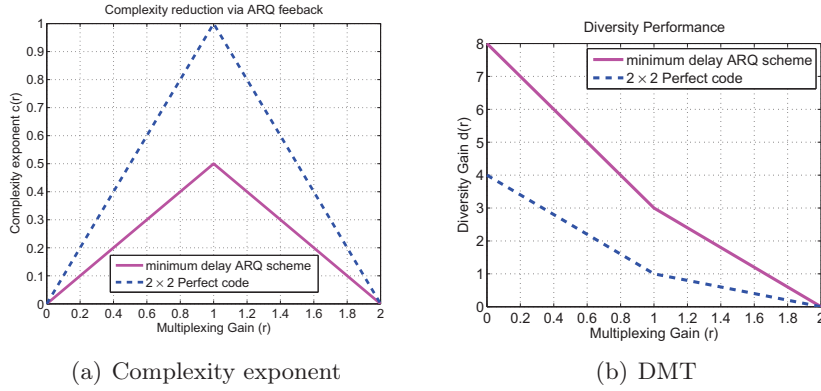 Complexity reduction via ARQ feeback
Complexity exponent c(r)
1
0.9
0.8
0.7
0.6
0.5
0.4
0.3
0.2
0.1
0
minimum delay ARQ scheme
2 × 2 Perfect code
0 0.2 0.4 0.6 0.8 1 1.2 1.4 1.6 1.8 2
Multiplexing Gain (r)
(a) Complexity exponent
Diversity Performance
Diversity Gain d(r)
8
7
6
5
4
3
2
1
0
minimum delay ARQ scheme
2 × 2 Perfect code
0 0.2 0.4 0.6 0.8 1 1.2 1.4 1.6 1.8 2
Multiplexing Gain (r)
(b) DMT